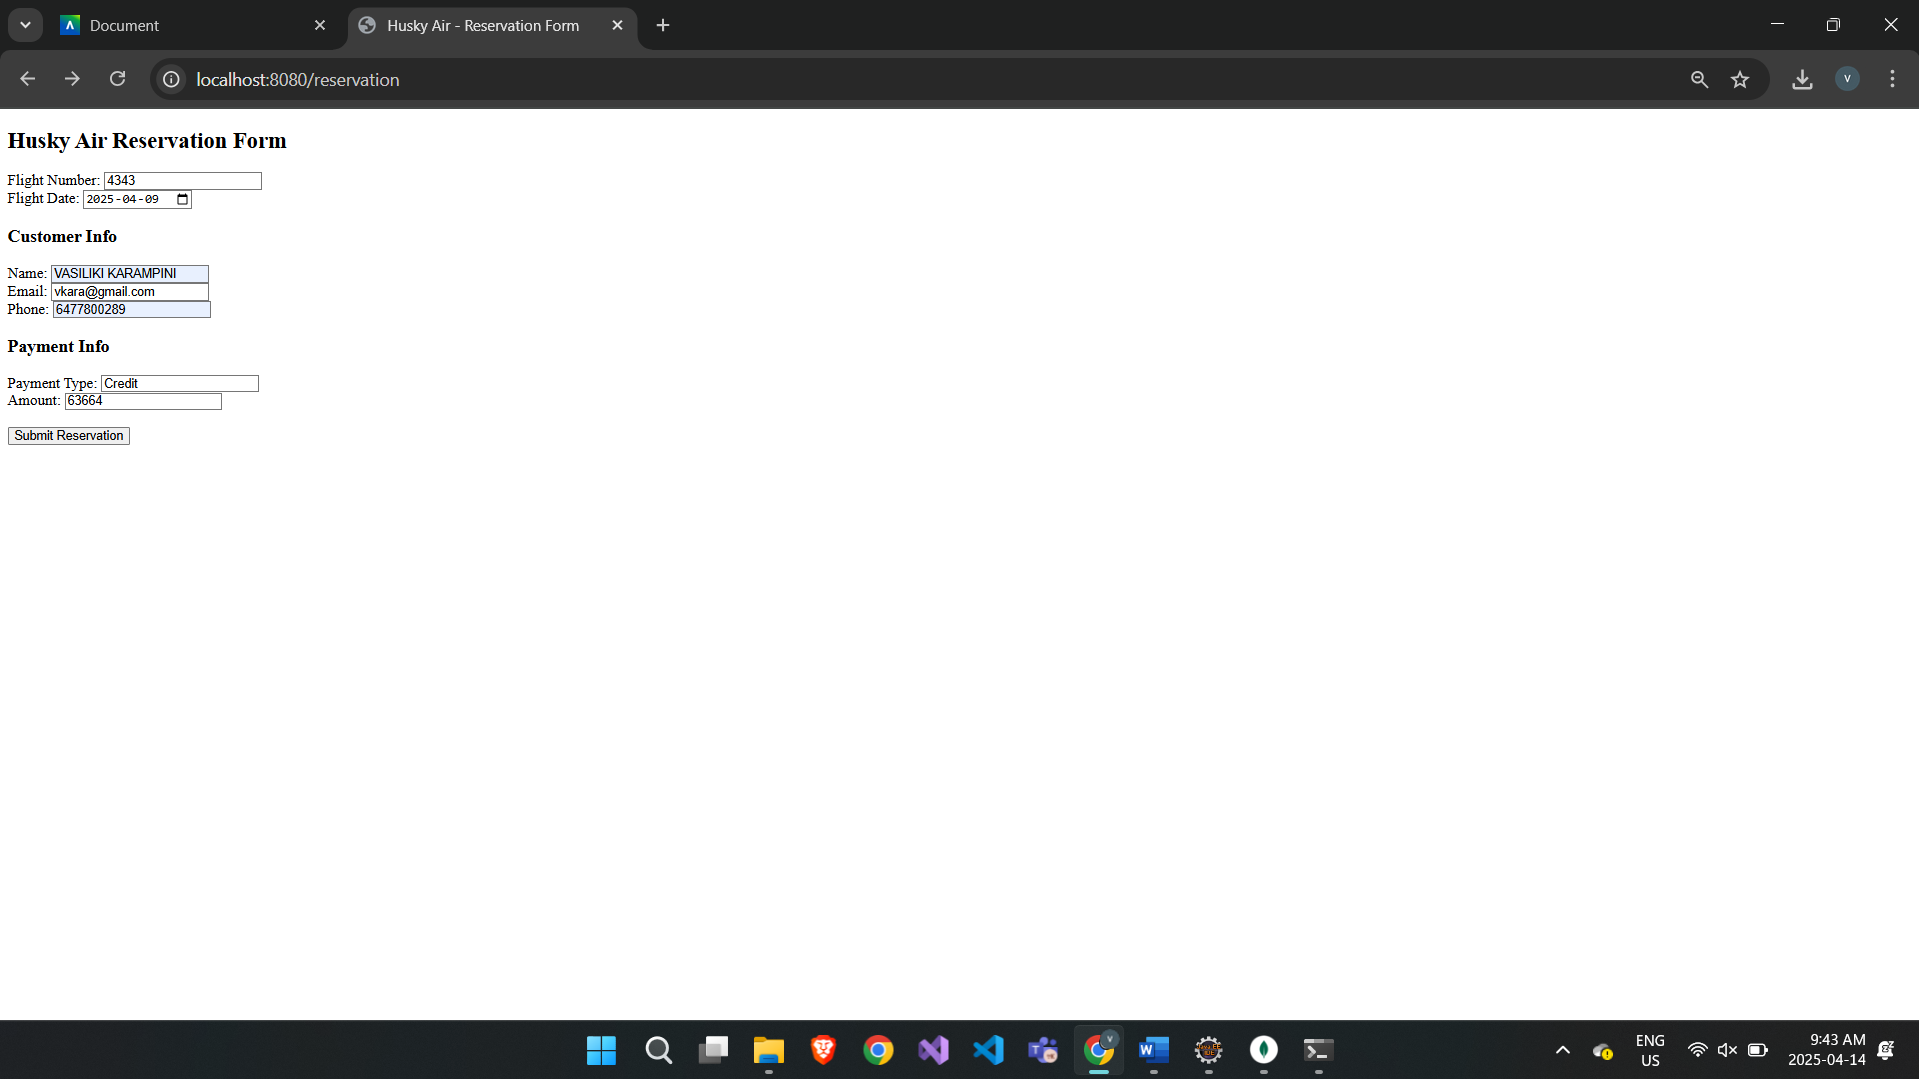 Document
Husky Air - Reservation Form
localhost:8080/reservation
V
Husky Air Reservation Form
Flight Number: 4343
Flight Date: 2025-04-09
Customer Info
Name: VASILIKI KARAMPINI
Email: vkara@gmail.com
Phone: 6477800289
Payment Info
Payment Type: Credit
Amount: 63664
Submit Reservation
ENG
US
9:43 AM
2025-04-14